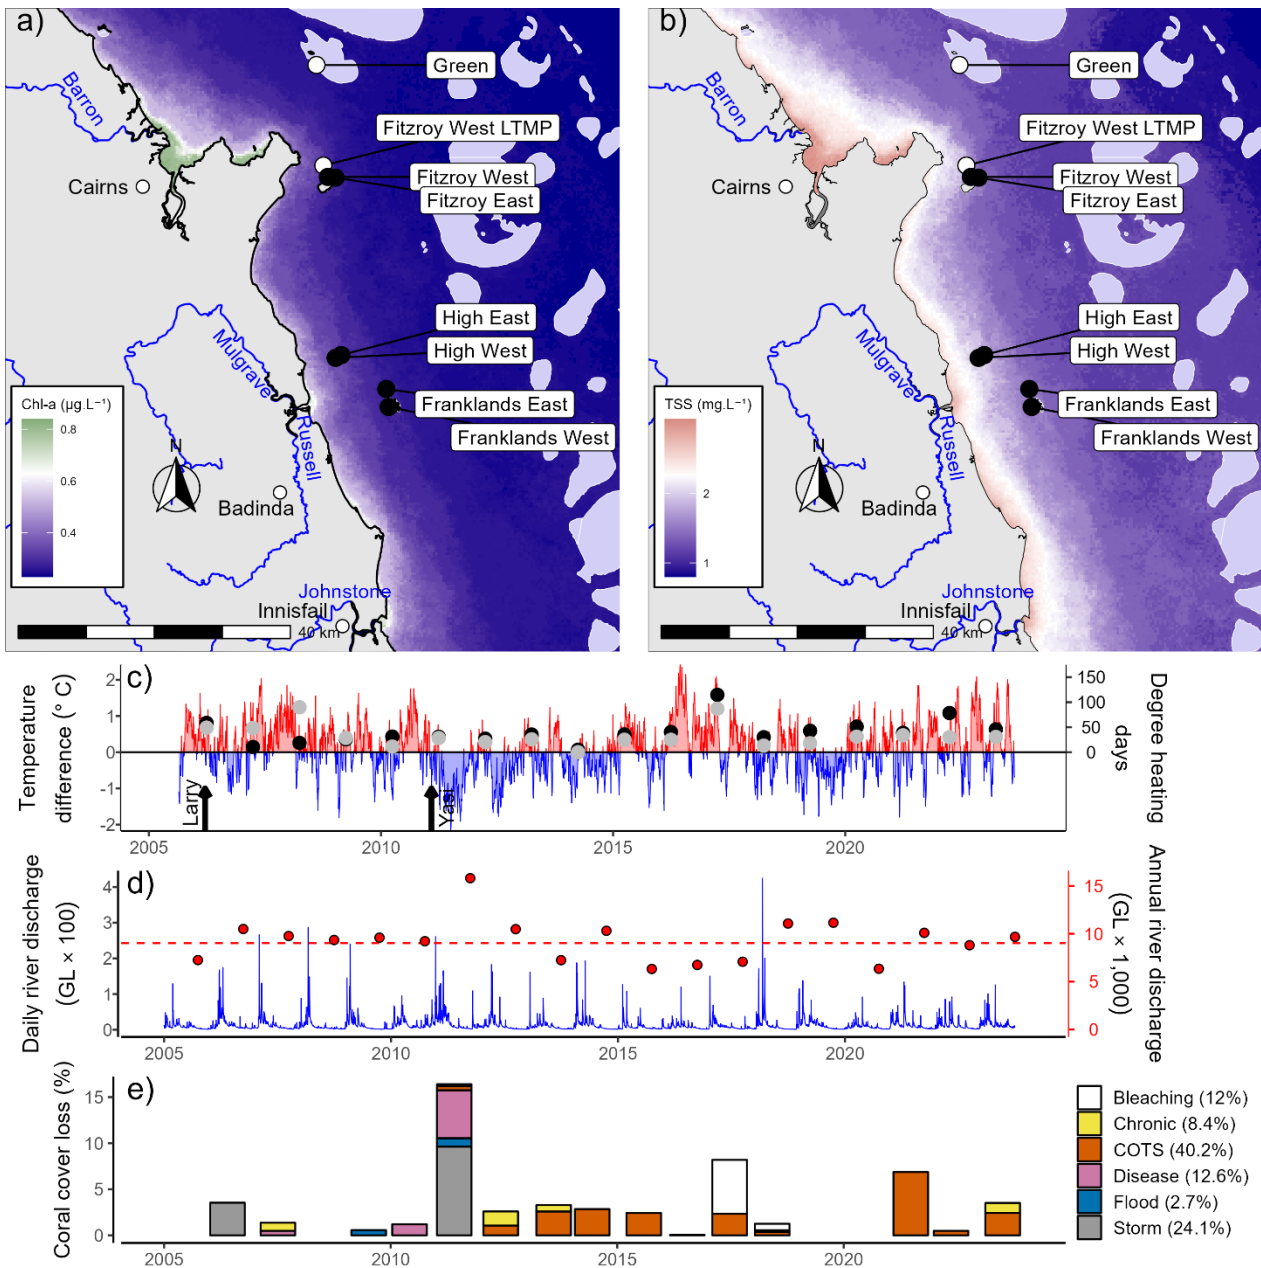 a)
Green
Barron
Fitzroy West LTMP
Fitzroy West
Fitzroy East
Cairns
High East
High West
Mulgrave
Franklands East
Franklands West
Russell
Chl-a (µg.L⁻¹)
0.8
0.6
0.4
N
Badinda
Johnstone
Innisfail
40 km
b)
Green
Barron
Fitzroy West LTMP
Fitzroy West
Fitzroy East
Cairns
High East
High West
Mulgrave
Franklands East
Franklands West
Russell
TSS (mg.L⁻¹)
2
1
N
Badinda
Johnstone
Innisfail
40 km
c)
Temperature
difference (° C)
2
1
0
-1
-2
Larry
Yasi
150
100
50
0
Degree heating
days
2005
2010
2015
2020
d)
Daily river discharge
(GL × 100)
4
3
2
1
0
15
10
5
0
Annual river discharge
(GL × 1,000)
2005
2010
2015
2020
e)
Coral cover loss (%)
15
10
5
0
2005
2010
2015
2020
Bleaching (12%)
Chronic (8.4%)
COTS (40.2%)
Disease (12.6%)
Flood (2.7%)
Storm (24.1%)